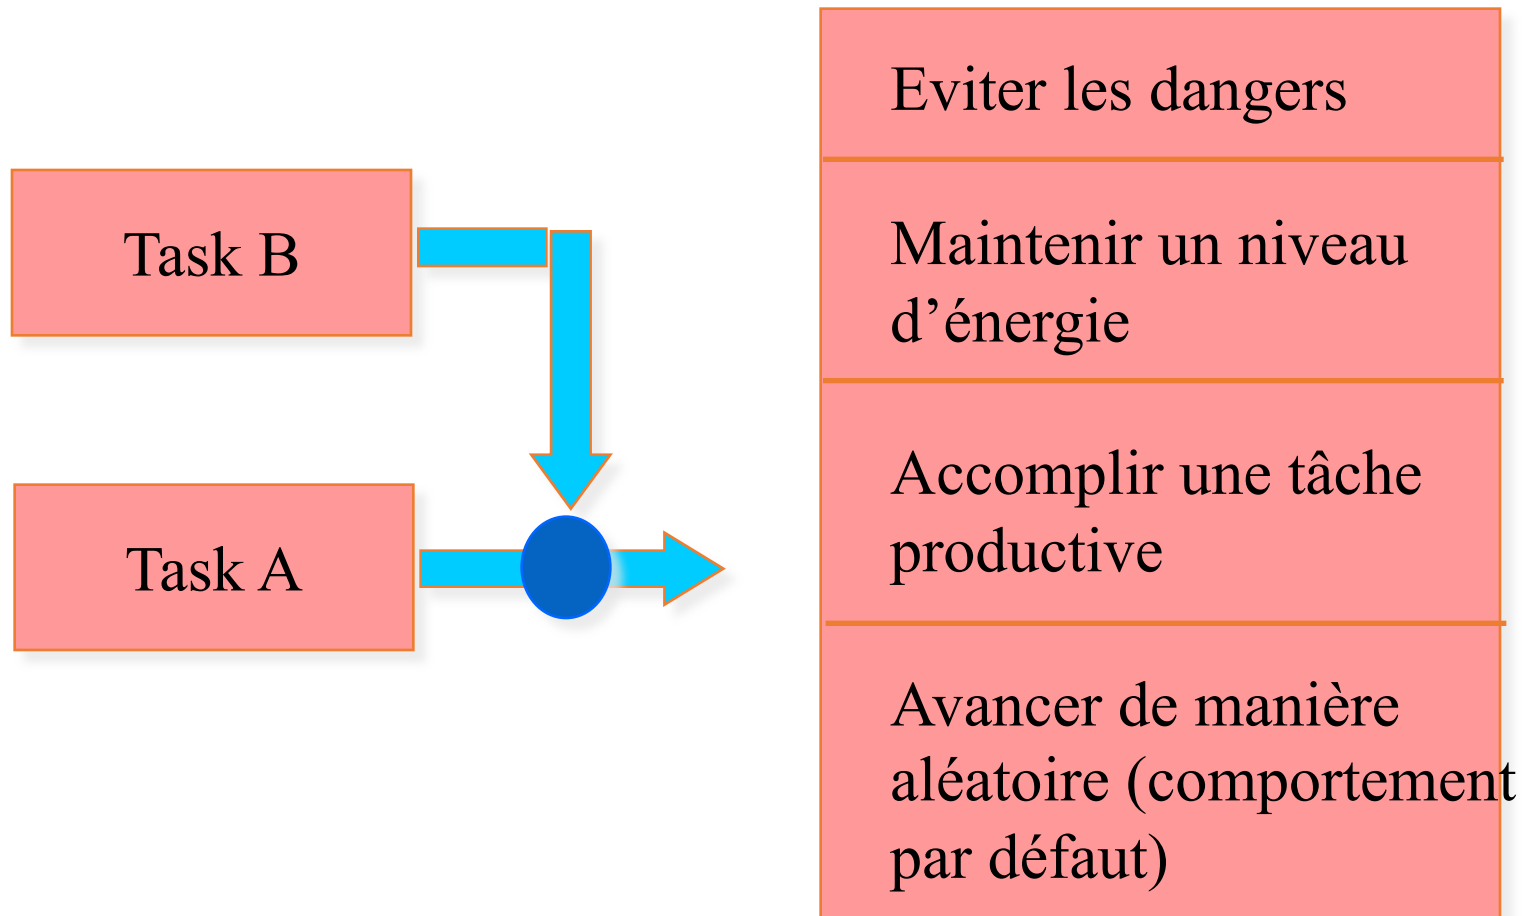 Task B
Task A
Eviter les dangers
Maintenir un niveau
d’énergie
Accomplir une tâche
productive
Avancer de manière
aléatoire (comportement
par défaut)